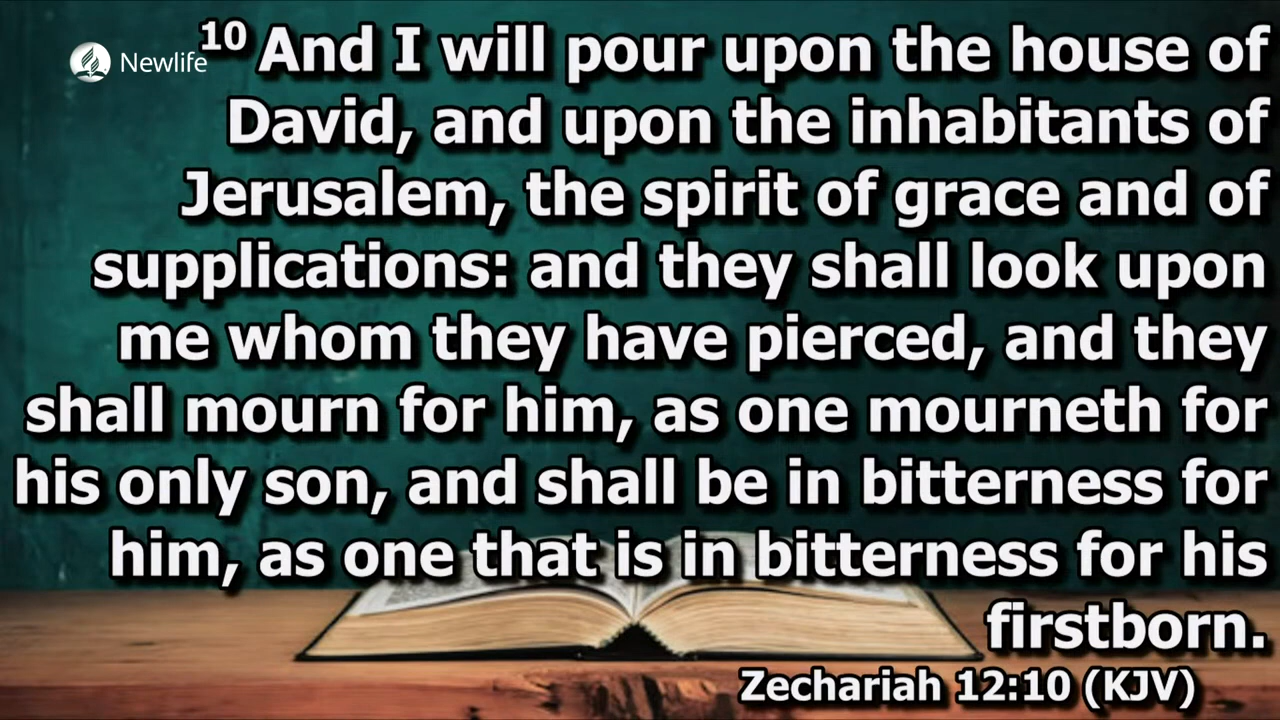 Newlife
10 And I will pour upon the house of
David, and upon the inhabitants of
Jerusalem, the spirit of grace and of
supplications: and they shall look upon
me whom they have pierced, and they
shall mourn for him, as one mourneth for
his only son, and shall be in bitterness for
him, as one that is in bitterness for his
firstborn.
Zechariah 12:10 (KJV)